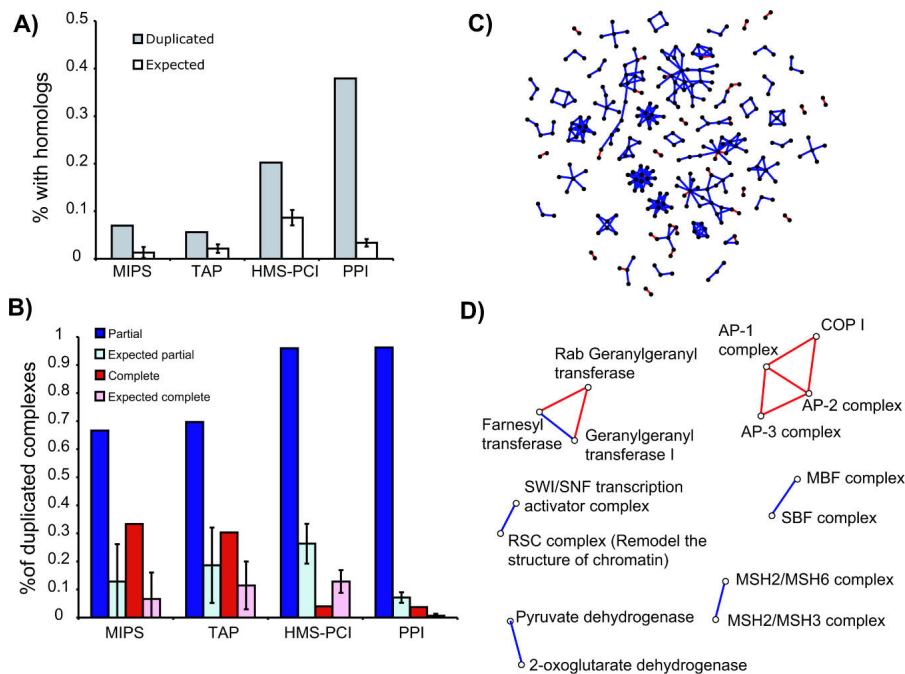 A)
% with homologs
0.5
0.4
0.3
0.2
0.1
0
Duplicated
Expected
MIPS
TAP
HMS-PCI
PPI
B)
%of duplicated complexes
1
0.9
0.8
0.7
0.6
0.5
0.4
0.3
0.2
0.1
0
Partial
Expected partial
Complete
Expected complete
MIPS
TAP
HMS-PCI
PPI
C)
D)
Rab Geranylgeranyl
transferase
Farnesyl
transferase
Geranylgeranyl
transferase I
AP-1
complex
COP I
AP-2 complex
AP-3 complex
SWI/SNF transcription
activator complex
RSC complex (Remodel the
structure of chromatin)
MBF complex
SBF complex
MSH2/MSH6 complex
MSH2/MSH3 complex
Pyruvate dehydrogenase
2-oxoglutarate dehydrogenase